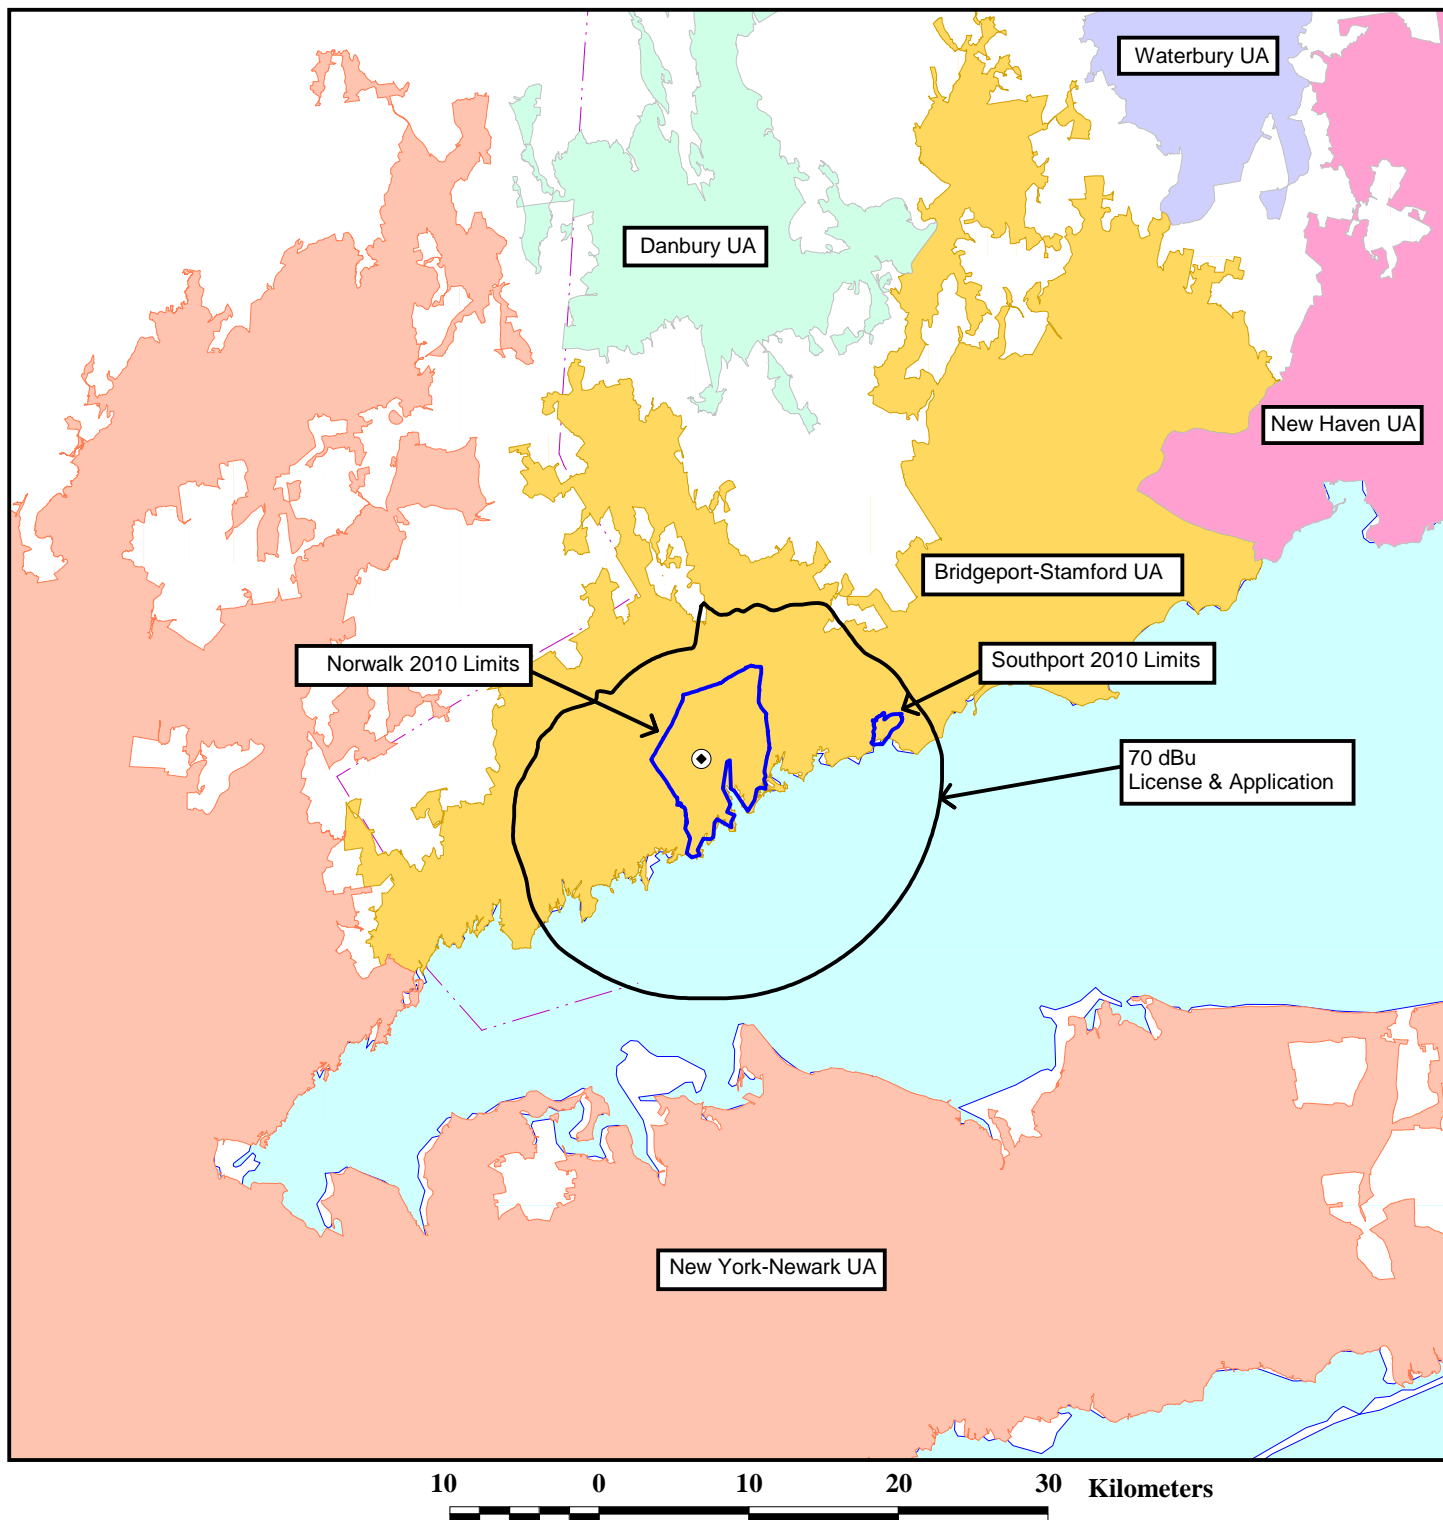 Waterbury UA
Danbury UA
New Haven UA
Bridgeport-Stamford UA
Norwalk 2010 Limits
Southport 2010 Limits
70 dBu
License & Application
New York-Newark UA
10 0 10 20 30 Kilometers